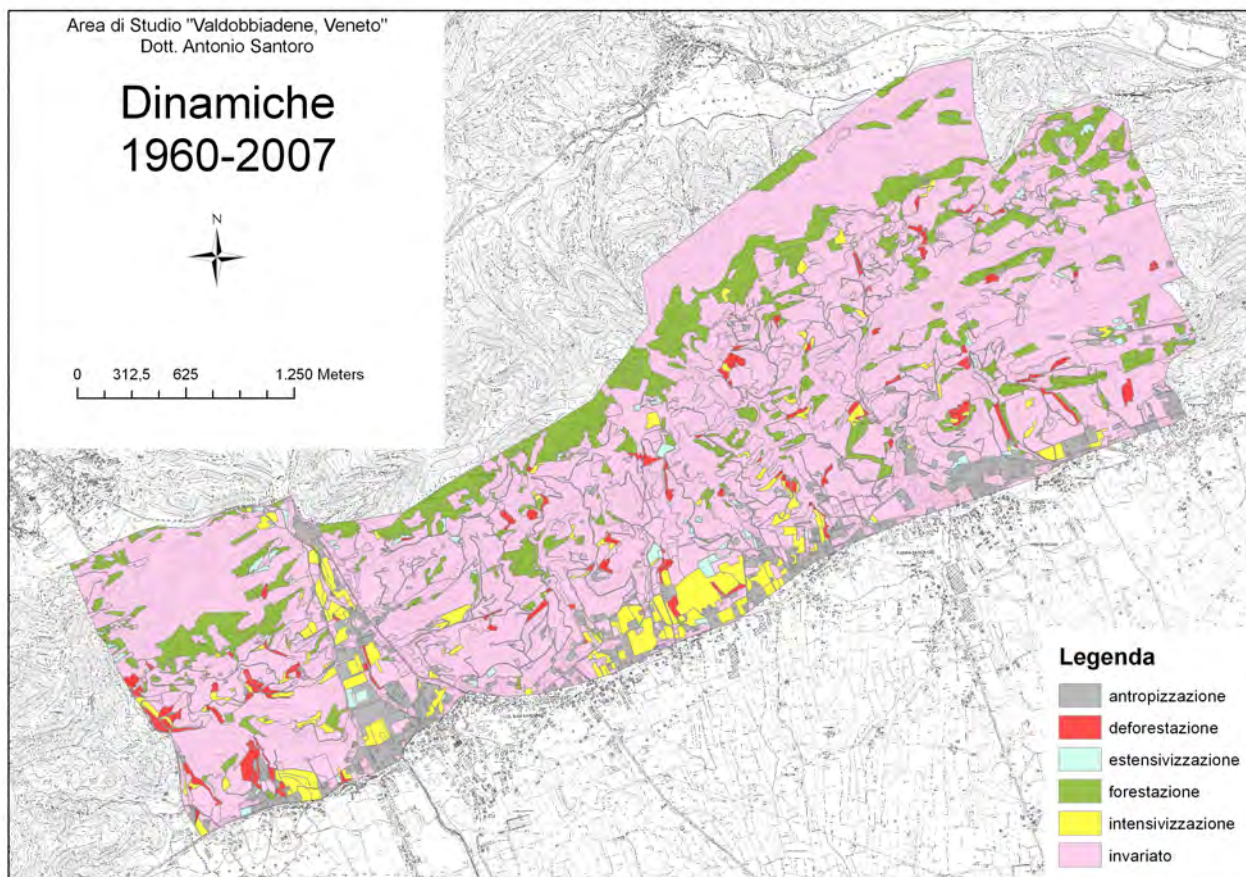 Area di Studio "Valdobbiadene, Veneto"
Dott. Antonio Santoro
Dinamiche
1960-2007
N
0 312,5 625 1.250 Meters
Legenda
antropizzazione
deforestazione
estensivizzazione
forestazione
intensivizzazione
invariato